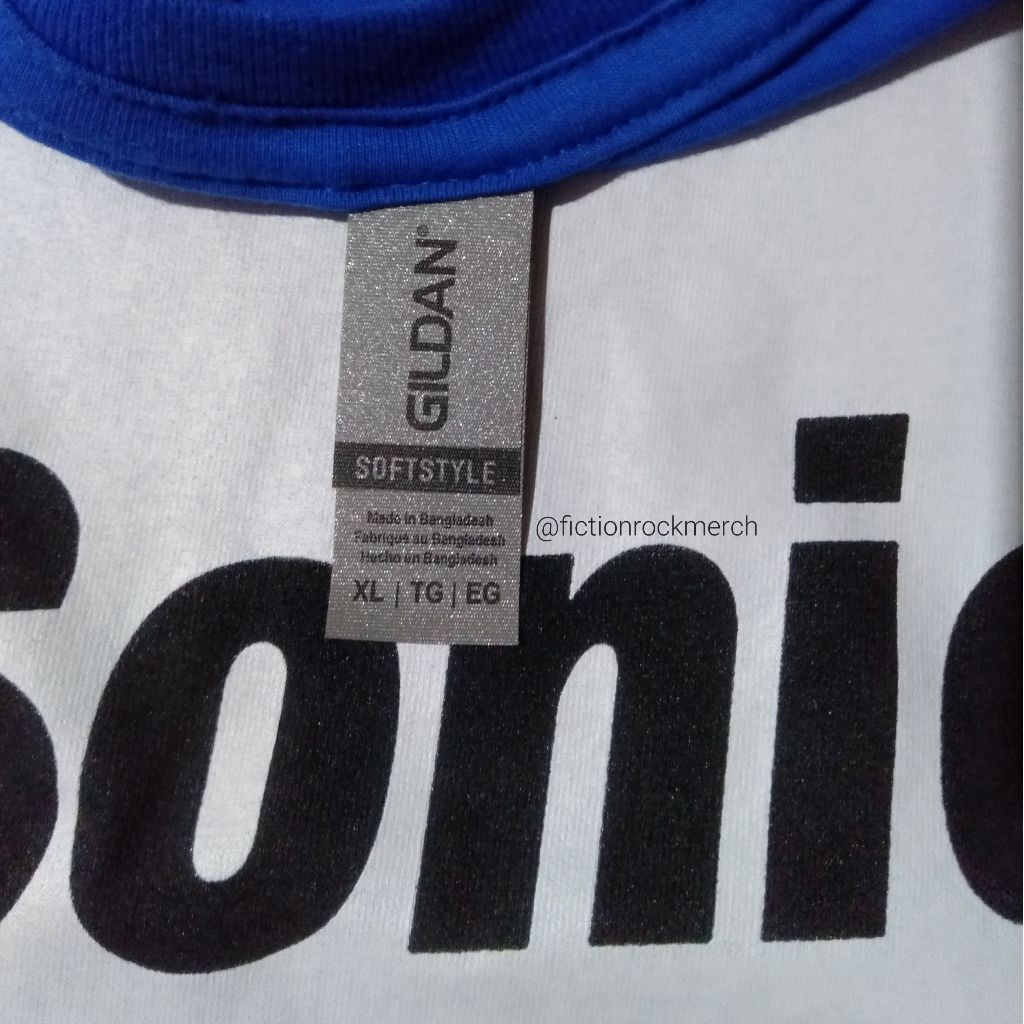 GILDAN®
SOFTSTYLE
Made in Bangladesh
Fabriqué au Bangladesh
Hecho en Bangladesh
XL | TG | EG
@fictionrockmerch
Sonic